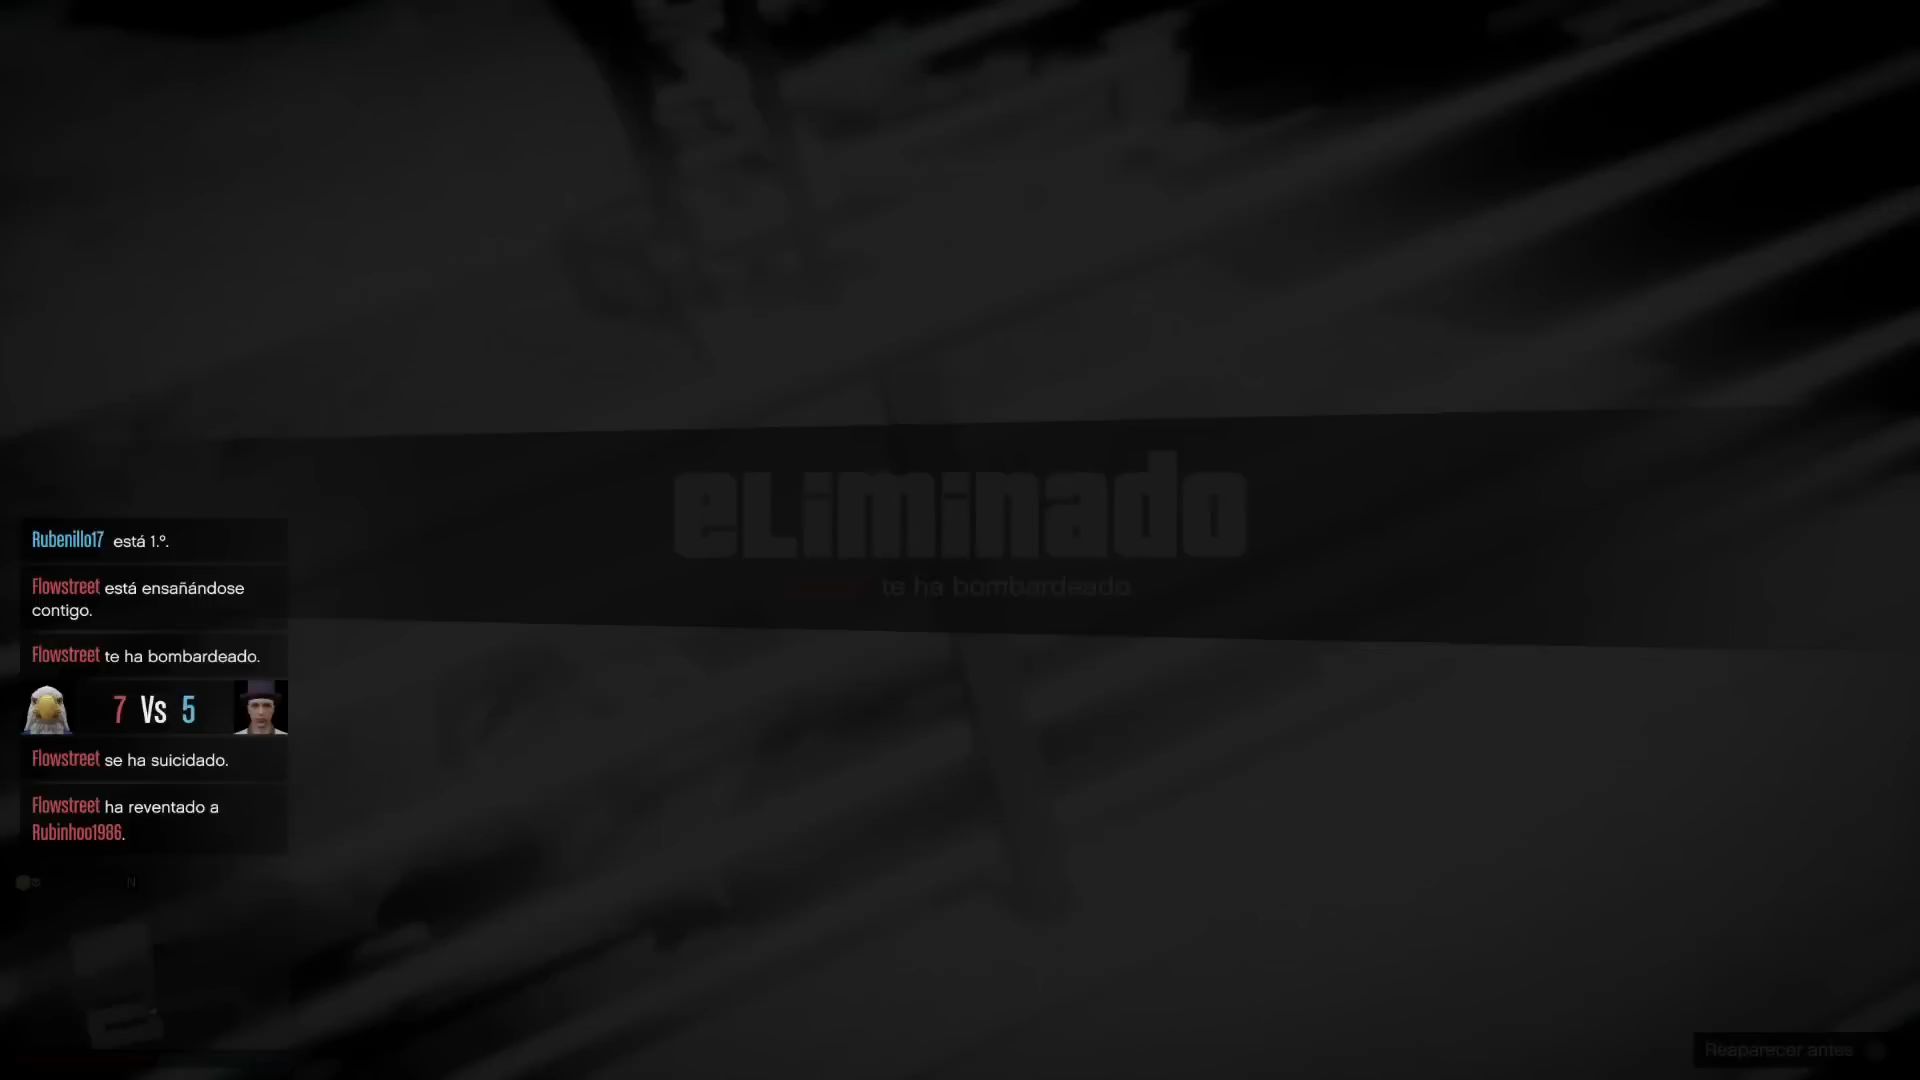 eliminado
te ha bombardeado
Rubenillo17 está 1.º.
Flowstreet está ensañándose
contigo.
Flowstreet te ha bombardeado.
7 Vs 5
Flowstreet se ha suicidado.
Flowstreet ha reventado a
Rubinhoo1986.
N
Reaparecer antes